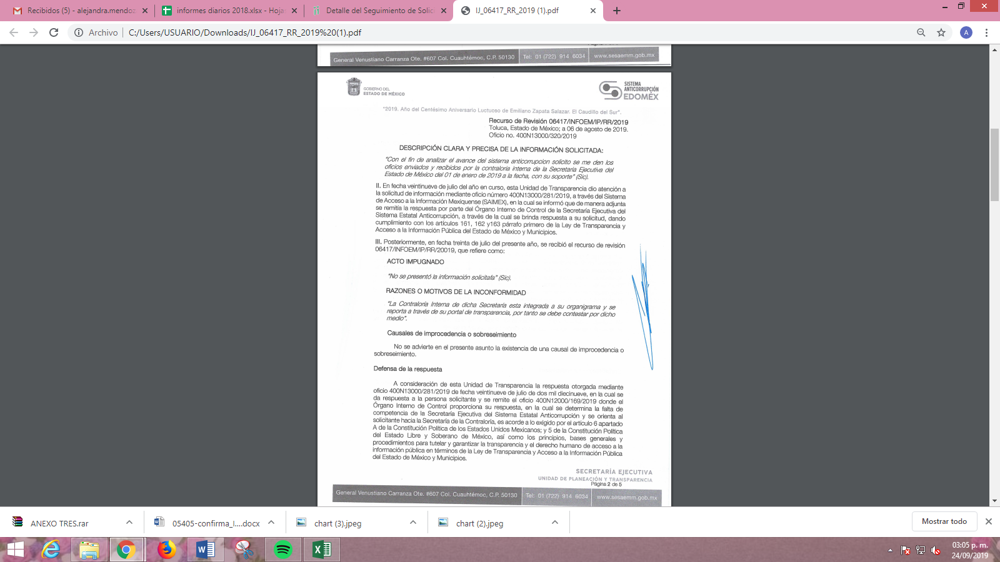 Recibidos (5) - alejandra.mendoz
informes diarios 2018.xlsx - Hoja
Detalle del Seguimiento de Solic
IJ_06417_RR_2019 (1).pdf
Archivo
C:/Users/USUARIO/Downloads/IJ_06417_RR_2019%20(1).pdf
A
General Venustiano Carranza Ote. #607 Col. Cuauhtémoc, C.P. 50130
Tel: 01 (722) 914 6034
www.sesaemm.gob.mx
GOBIERNO DEL
ESTADO DE MÉXICO
SISTEMA
ANTICORRUPCIÓN
EDOMÉX
"2019. Año del Centésimo Aniversario Luctuoso de Emiliano Zapata Salazar. El Caudillo del Sur".
Recurso de Revisión 06417/INFOEM/IP/RR/2019
Toluca, Estado de México; a 06 de agosto de 2019.
Oficio no. 400N13000/320/2019
DESCRIPCIÓN CLARA Y PRECISA DE LA INFORMACIÓN SOLICITADA:
"Con el fin de analizar el avance del sistema anticorrupcion solicito se me den los
oficios enviados y recibidos por la contraloria interna de la Secretaría Ejecutiva del
Estado de México del 01 de enero de 2019 a la fecha, con su soporte" (Sic).
II. En fecha veintinueve de julio del año en curso, esta Unidad de Transparencia dio atención a
la solicitud de información mediante oficio número 400N13000/281/2019, a través del Sistema
de Acceso a la Información Mexiquense (SAIMEX), en la cual se informó que de manera adjunta
se remitía la respuesta por parte del Órgano Interno de Control de la Secretaría Ejecutiva del
Sistema Estatal Anticorrupción, a través de la cual se brinda respuesta a su solicitud, dando
cumplimiento con los artículos 161, 162 y163 párrafo primero de la Ley de Transparencia y
Acceso a la Información Pública del Estado de México y Municipios.
III. Posteriormente, en fecha treinta de julio del presente año, se recibió el recurso de revisión
06417/INFOEM/IP/RR/20019, que refiere como:
ACTO IMPUGNADO
"No se presentó la información solicitafa" (Sic).
RAZONES O MOTIVOS DE LA INCONFORMIDAD
"La Contraloría Interna de dicha Secretaría esta integrada a su organigrama y se
reporta a través de su portal de transparencia, por tanto se debe contestar por dicho
medio".
Causales de improcedencia o sobreseimiento
No se advierte en el presente asunto la existencia de una causal de improcedencia o
sobreseimiento.
Defensa de la respuesta
A consideración de esta Unidad de Transparencia la respuesta otorgada mediante
oficio 400N13000/281/2019 de fecha veintinueve de julio de dos mil diecinueve, en la cual se
da respuesta a la persona solicitante y se remite el oficio 400N12000/169/2019 donde el
Órgano Interno de Control proporciona su respuesta, en la cual se determina la falta de
competencia de la Secretaría Ejecutiva del Sistema Estatal Anticorrupción y se orienta al
solicitante hacia la Secretaría de la Contraloría, es acorde a lo exigido por el artículo 6 apartado
A de la Constitución Política de los Estados Unidos Mexicanos; y 5 de la Constitución Política
del Estado Libre y Soberano de México, así como los principios, bases generales y
procedimientos para tutelar y garantizar la transparencia y el derecho humano de acceso a la
información pública en términos de la Ley de Transparencia y Acceso a la Información Pública
del Estado de México y Municipios.
SECRETARÍA EJECUTIVA
UNIDAD DE PLANEACIÓN Y TRANSPARENCIA
Página 2 de 5
General Venustiano Carranza Ote. #607 Col. Cuauhtémoc, C.P. 50130
Tel: 01 (722) 914 6034
www.sesaemm.gob.mx
ANEXO TRES.rar
05405-confirma_I....docx
chart (3).jpeg
chart (2).jpeg
Mostrar todo
03:05 p. m.
24/09/2019